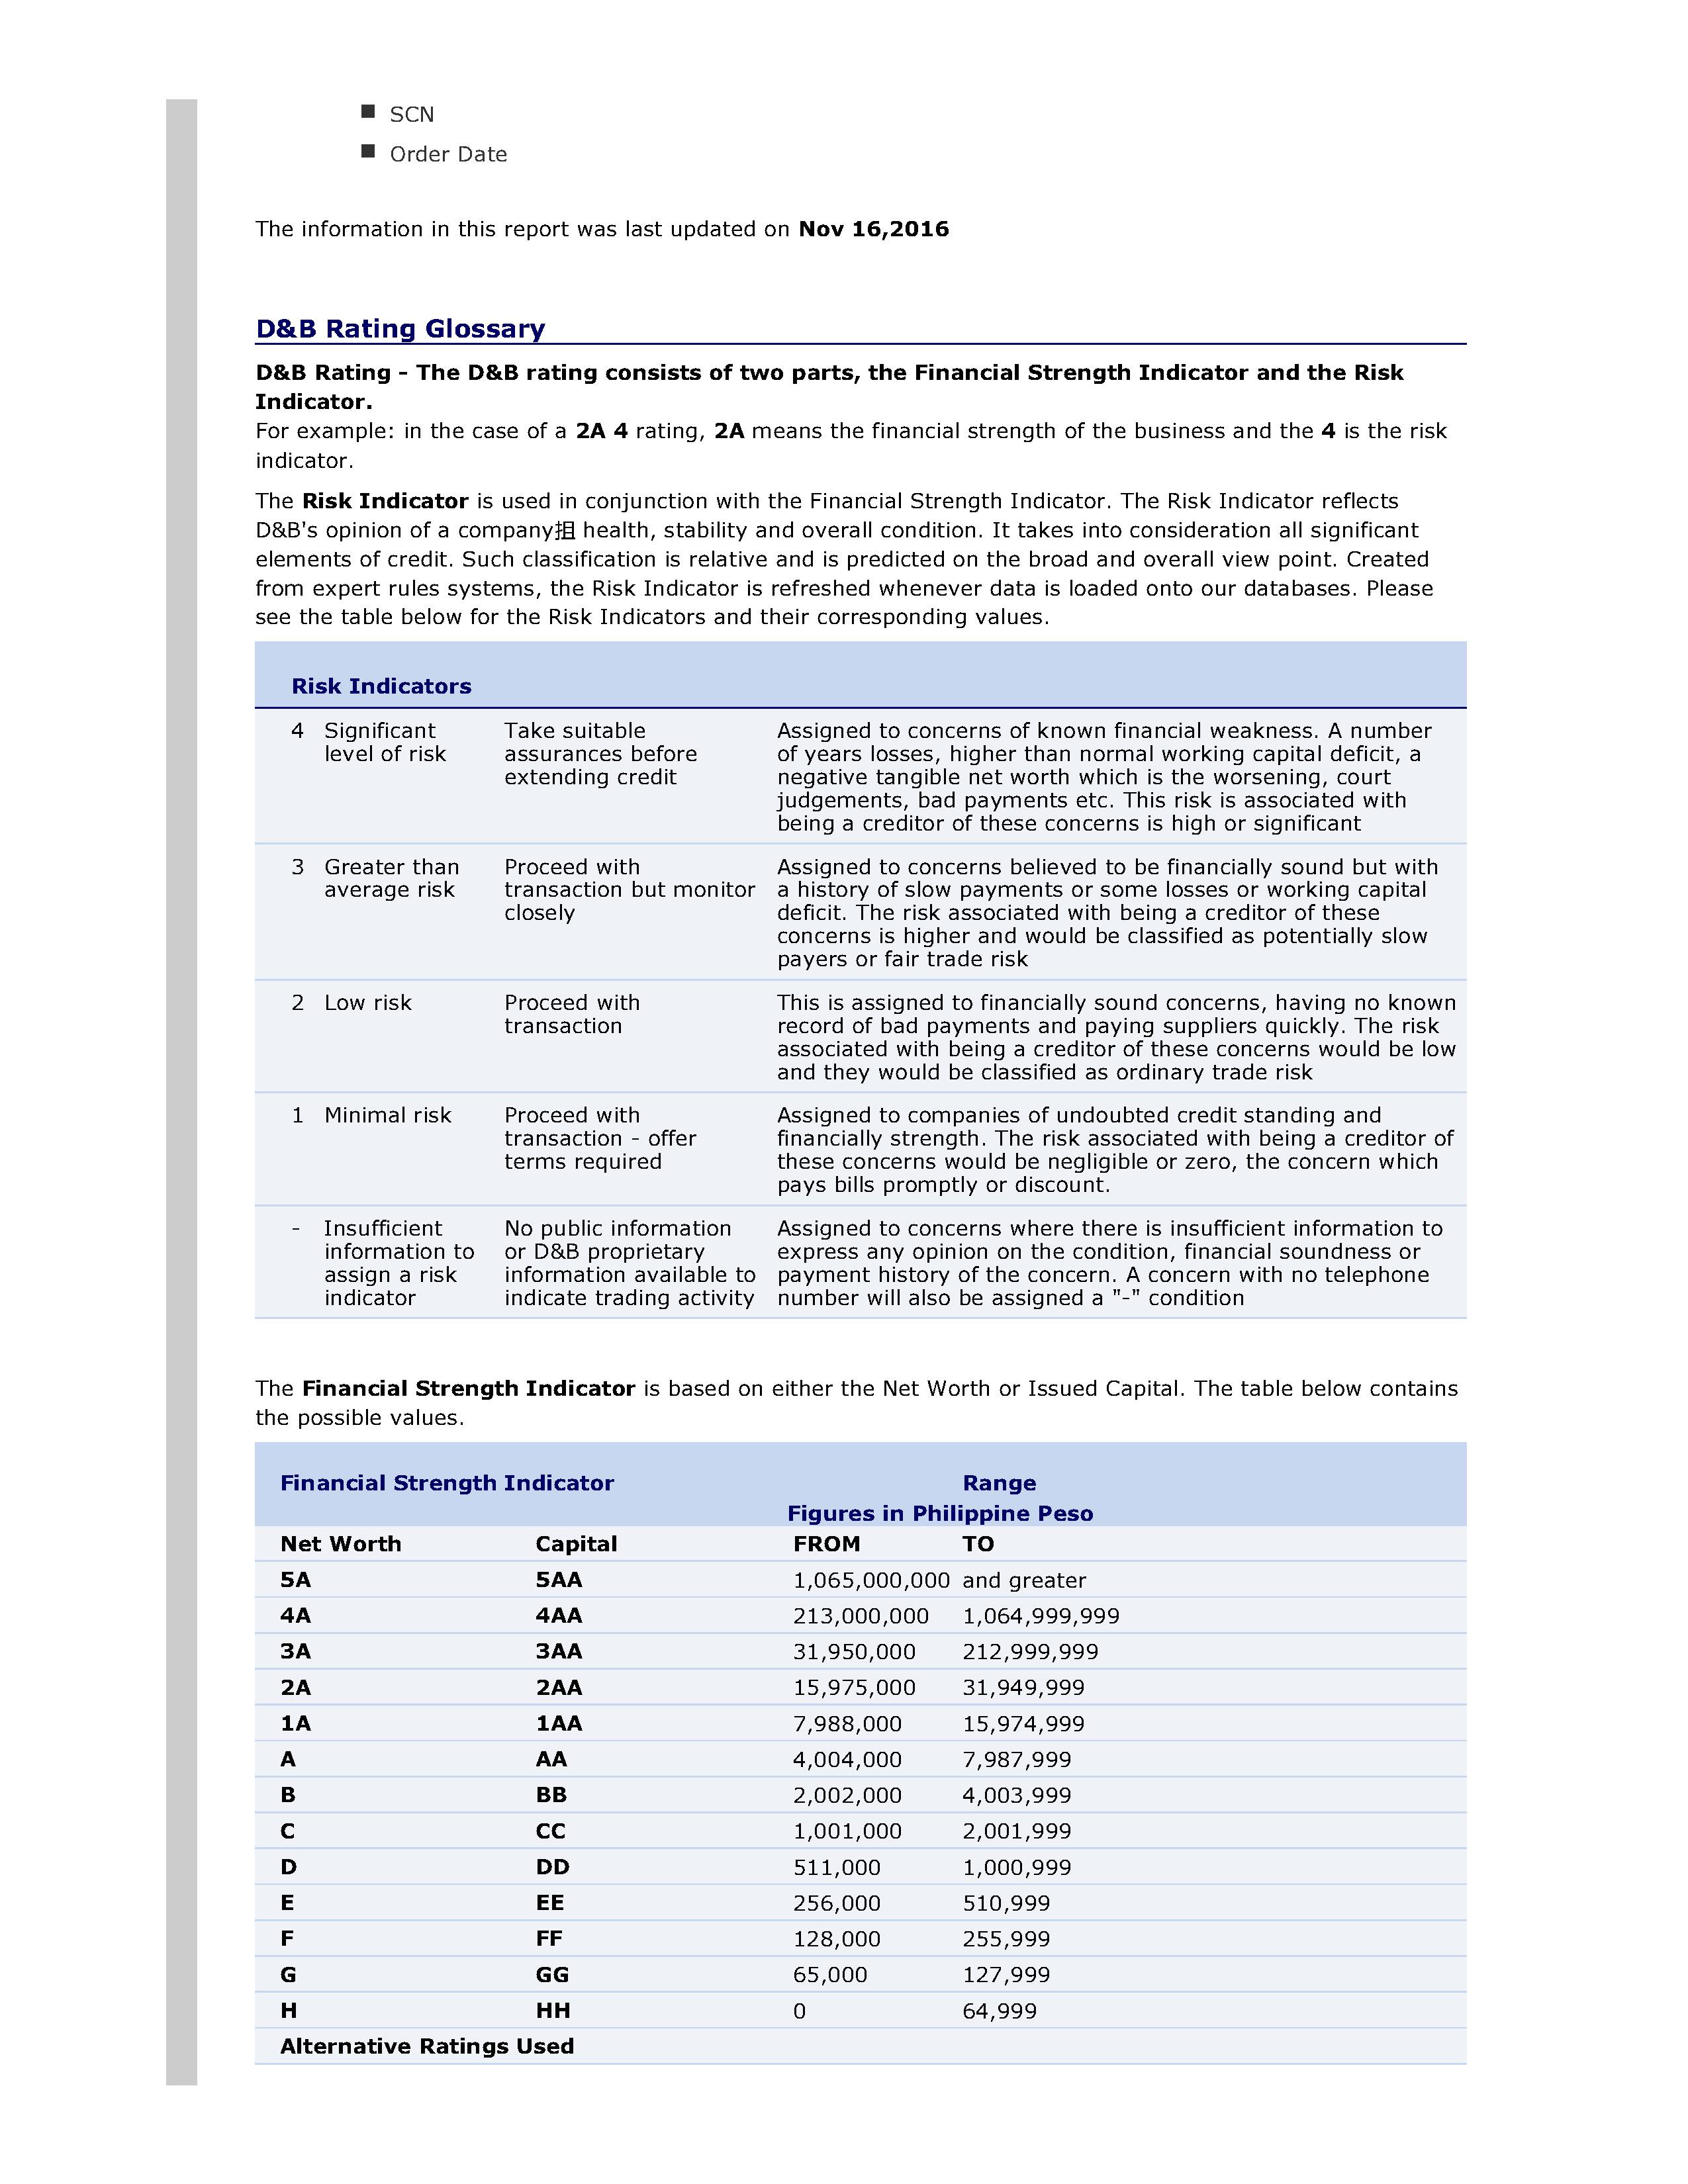 ■ SCN
■ Order Date
The information in this report was last updated on Nov 16,2016
D&B Rating Glossary
D&B Rating - The D&B rating consists of two parts, the Financial Strength Indicator and the Risk
Indicator.
For example: in the case of a 2A 4 rating, 2A means the financial strength of the business and the 4 is the risk
indicator.
The Risk Indicator is used in conjunction with the Financial Strength Indicator. The Risk Indicator reflects
D&B's opinion of a company抯 health, stability and overall condition. It takes into consideration all significant
elements of credit. Such classification is relative and is predicted on the broad and overall view point. Created
from expert rules systems, the Risk Indicator is refreshed whenever data is loaded onto our databases. Please
see the table below for the Risk Indicators and their corresponding values.
Risk Indicators
4 Significant Take suitable Assigned to concerns of known financial weakness. A number
level of risk assurances before of years losses, higher than normal working capital deficit, a
extending credit negative tangible net worth which is the worsening, court
judgements, bad payments etc. This risk is associated with
being a creditor of these concerns is high or significant
3 Greater than Proceed with Assigned to concerns believed to be financially sound but with
average risk transaction but monitor a history of slow payments or some losses or working capital
closely deficit. The risk associated with being a creditor of these
concerns is higher and would be classified as potentially slow
payers or fair trade risk
2 Low risk Proceed with This is assigned to financially sound concerns, having no known
transaction record of bad payments and paying suppliers quickly. The risk
associated with being a creditor of these concerns would be low
and they would be classified as ordinary trade risk
1 Minimal risk Proceed with Assigned to companies of undoubted credit standing and
transaction - offer financially strength. The risk associated with being a creditor of
terms required these concerns would be negligible or zero, the concern which
pays bills promptly or discount.
- Insufficient No public information Assigned to concerns where there is insufficient information to
information to or D&B proprietary express any opinion on the condition, financial soundness or
assign a risk information available to payment history of the concern. A concern with no telephone
indicator indicate trading activity number will also be assigned a "-" condition
The Financial Strength Indicator is based on either the Net Worth or Issued Capital. The table below contains
the possible values.
Financial Strength Indicator Range
Figures in Philippine Peso
Net Worth Capital FROM TO
5A 5AA 1,065,000,000 and greater
4A 4AA 213,000,000 1,064,999,999
3A 3AA 31,950,000 212,999,999
2A 2AA 15,975,000 31,949,999
1A 1AA 7,988,000 15,974,999
A AA 4,004,000 7,987,999
B BB 2,002,000 4,003,999
C CC 1,001,000 2,001,999
D DD 511,000 1,000,999
E EE 256,000 510,999
F FF 128,000 255,999
G GG 65,000 127,999
H HH 0 64,999
Alternative Ratings Used